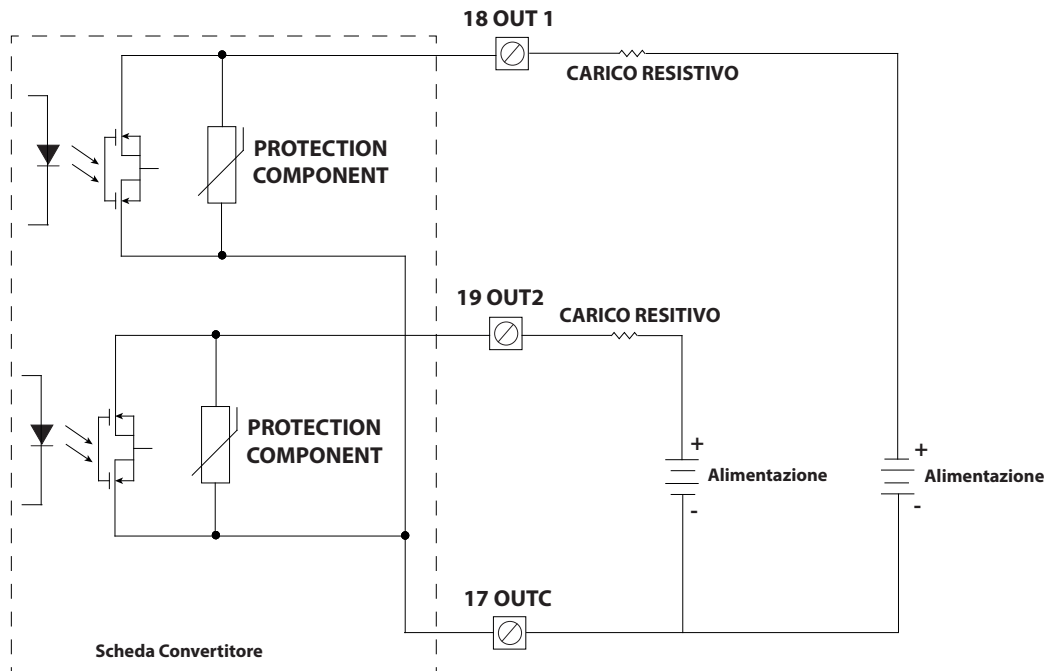 18 OUT 1
CARICO RESISTIVO
PROTECTION
COMPONENT
19 OUT2
CARICO RESITIVO
PROTECTION
COMPONENT
+
Alimentazione
-
+
Alimentazione
-
17 OUTC
Scheda Convertitore